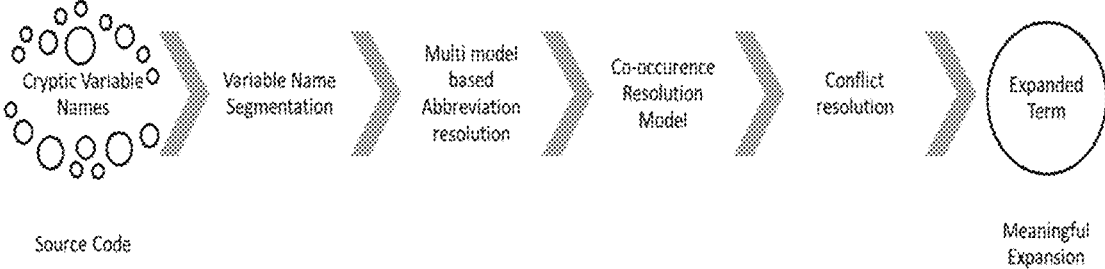 Cryptic Variable
Names
Variable Name
Segmentation
Multi model
based
Abbreviation
resolution
Co-occurence
Resolution
Model
Conflict
resolution
Expanded
Term
Source Code
Meaningful
Expansion